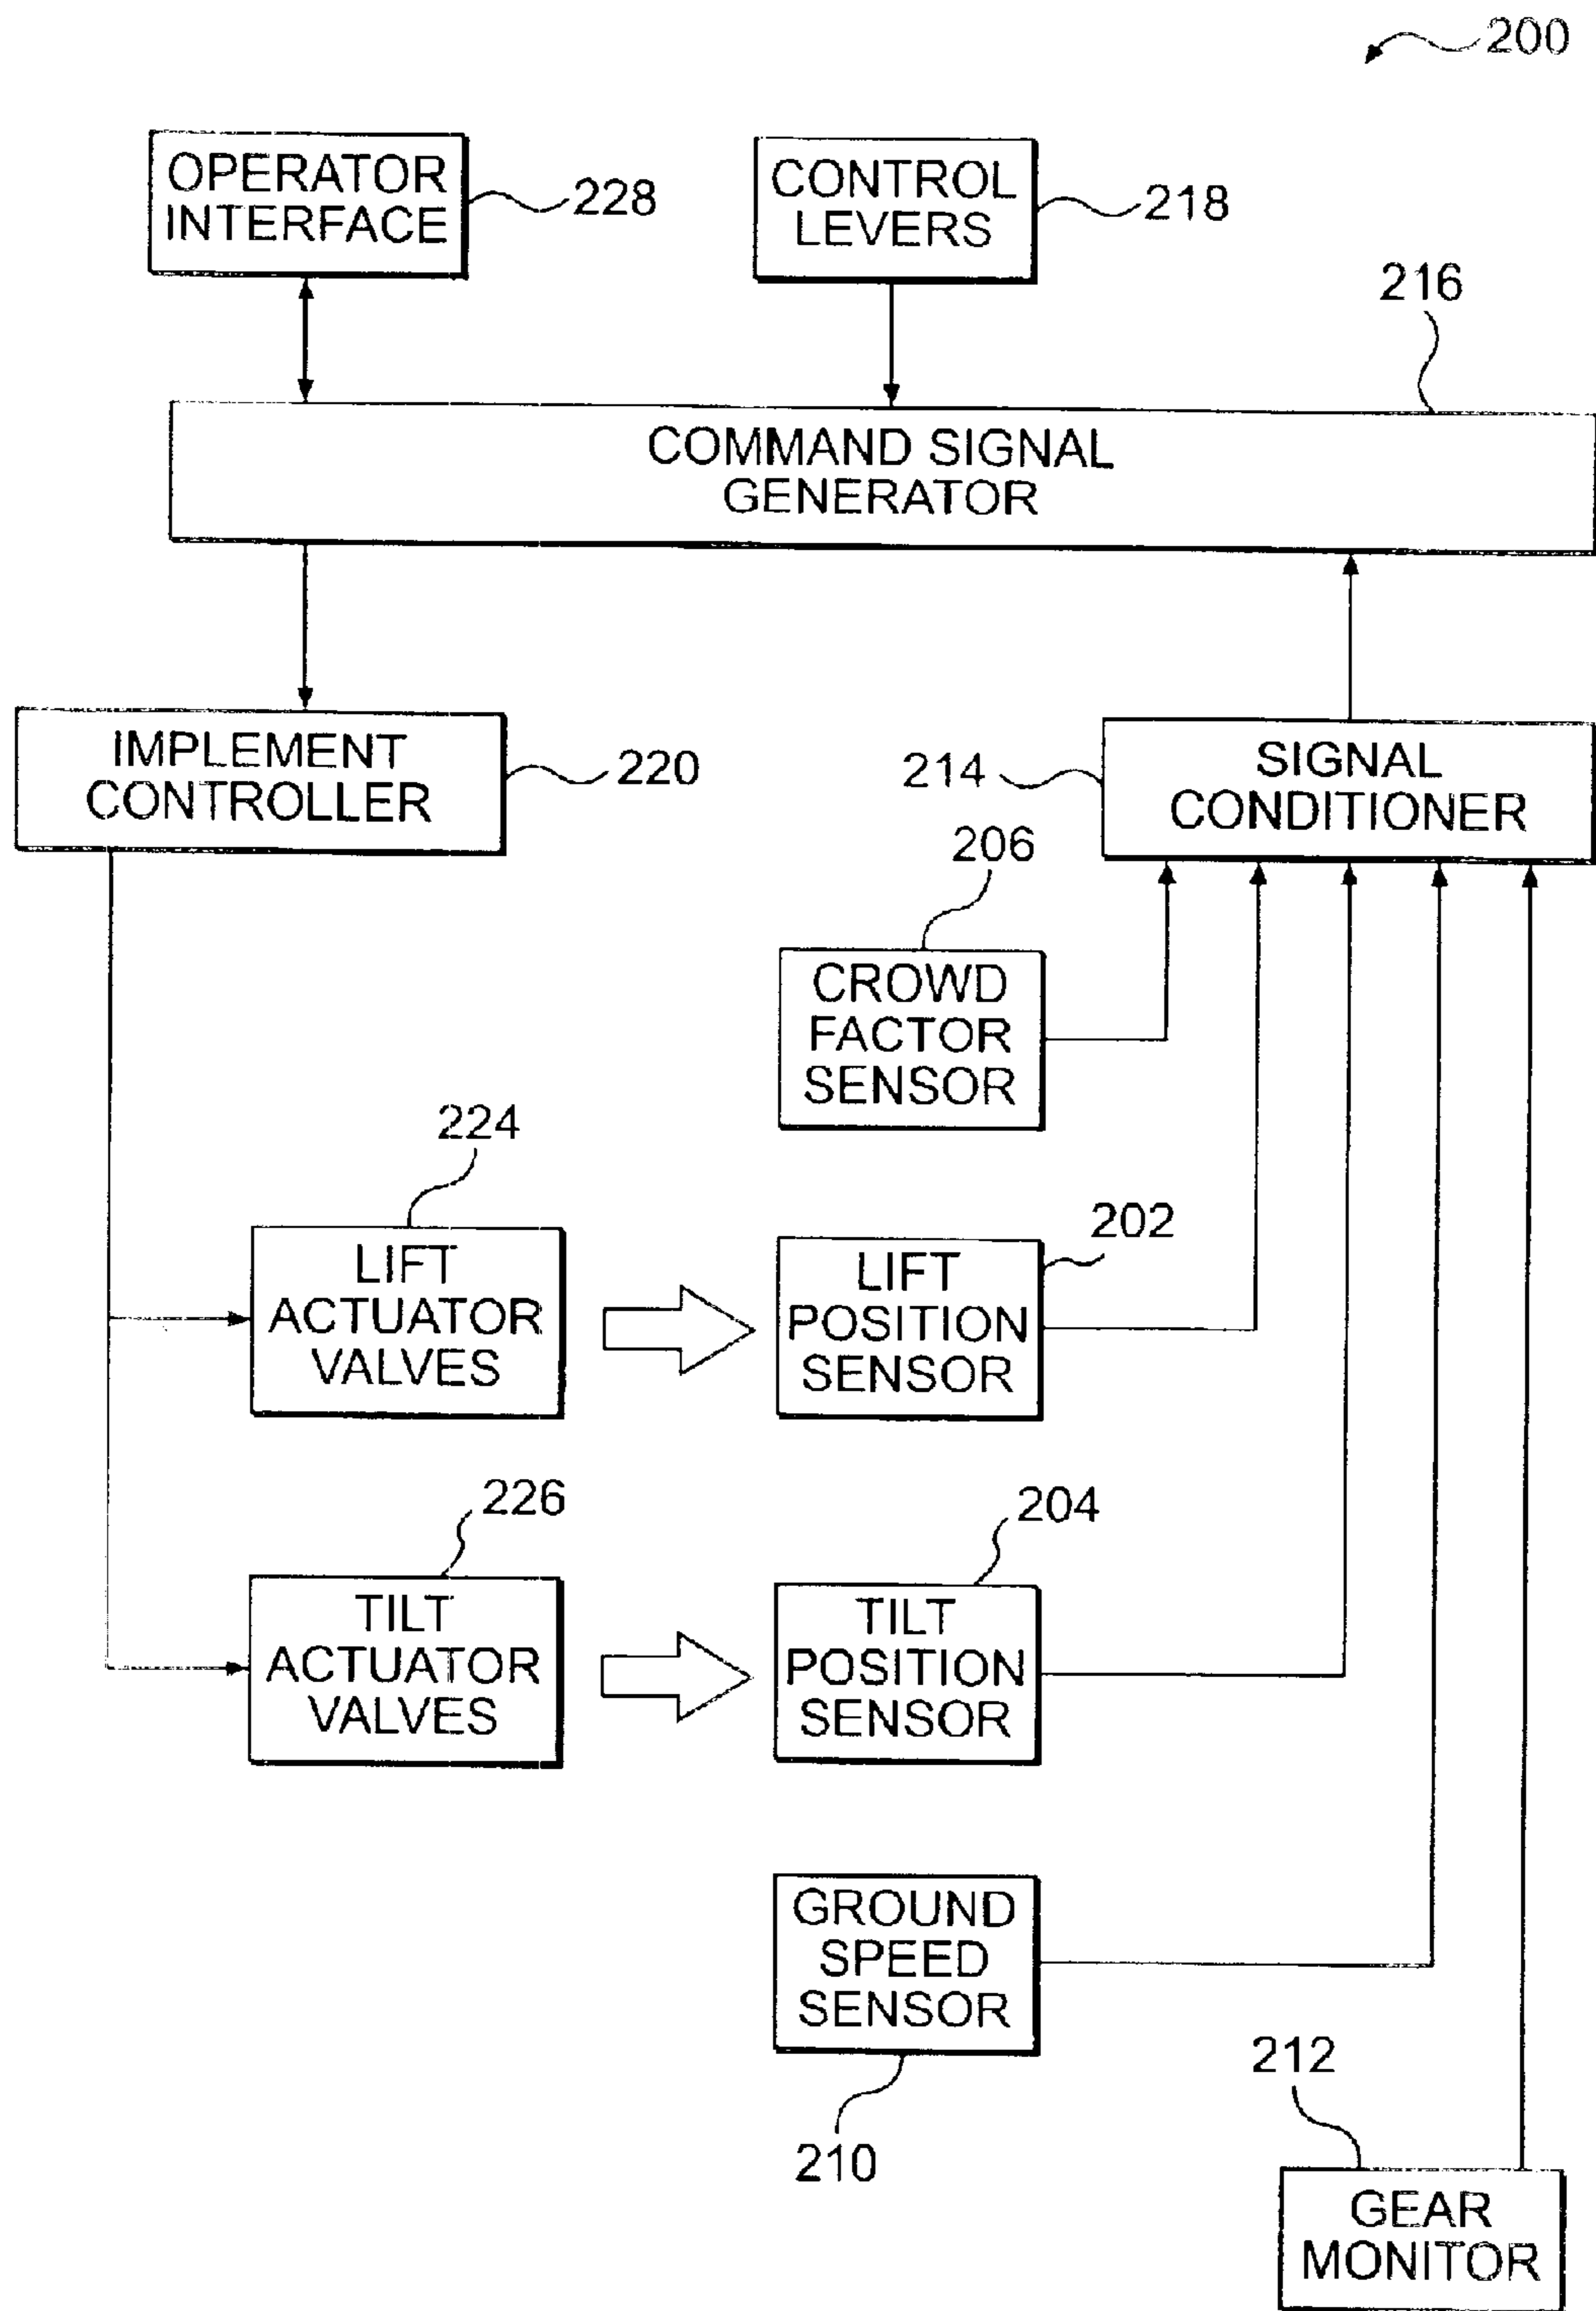 200
OPERATOR
INTERFACE
228
CONTROL
LEVERS
218
216
COMMAND SIGNAL
GENERATOR
IMPLEMENT
CONTROLLER
220
214
SIGNAL
CONDITIONER
206
CROWD
FACTOR
SENSOR
224
LIFT
ACTUATOR
VALVES
202
LIFT
POSITION
SENSOR
226
TILT
ACTUATOR
VALVES
204
TILT
POSITION
SENSOR
GROUND
SPEED
SENSOR
210
212
GEAR
MONITOR